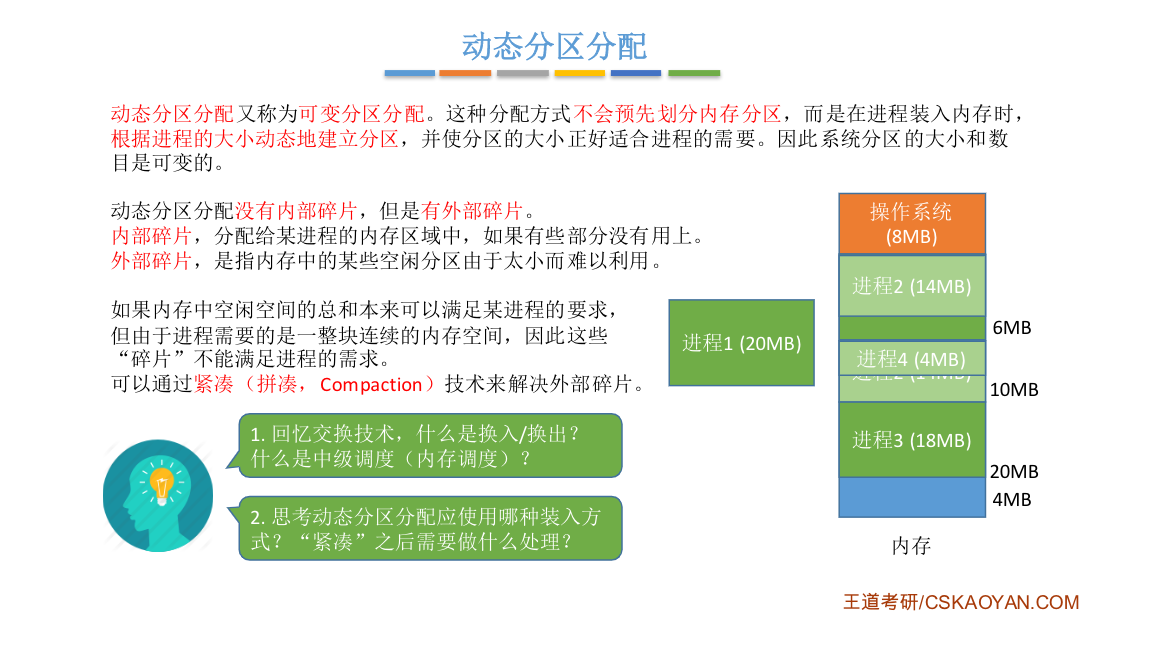 动态分区分配
动态分区分配又称为可变分区分配。这种分配方式不会预先划分内存分区，而是在进程装入内存时，
根据进程的大小动态地建立分区，并使分区的大小正好适合进程的需要。因此系统分区的大小和数
目是可变的。
动态分区分配没有内部碎片，但是有外部碎片。
内部碎片，分配给某进程的内存区域中，如果有些部分没有用上。
外部碎片，是指内存中的某些空闲分区由于太小而难以利用。
如果内存中空闲空间的总和本来可以满足某进程的要求，
但由于进程需要的是一整块连续的内存空间，因此这些
“碎片”不能满足进程的需求。
可以通过紧凑（拼凑，Compaction）技术来解决外部碎片。
1. 回忆交换技术，什么是换入/换出？
什么是中级调度（内存调度）？
2. 思考动态分区分配应使用哪种装入方
式？“紧凑”之后需要做什么处理？
进程1 (20MB)
操作系统
(8MB)
进程2 (14MB)
6MB
进程4 (4MB)
10MB
进程3 (18MB)
20MB
4MB
内存
王道考研/CSKAOYAN.COM